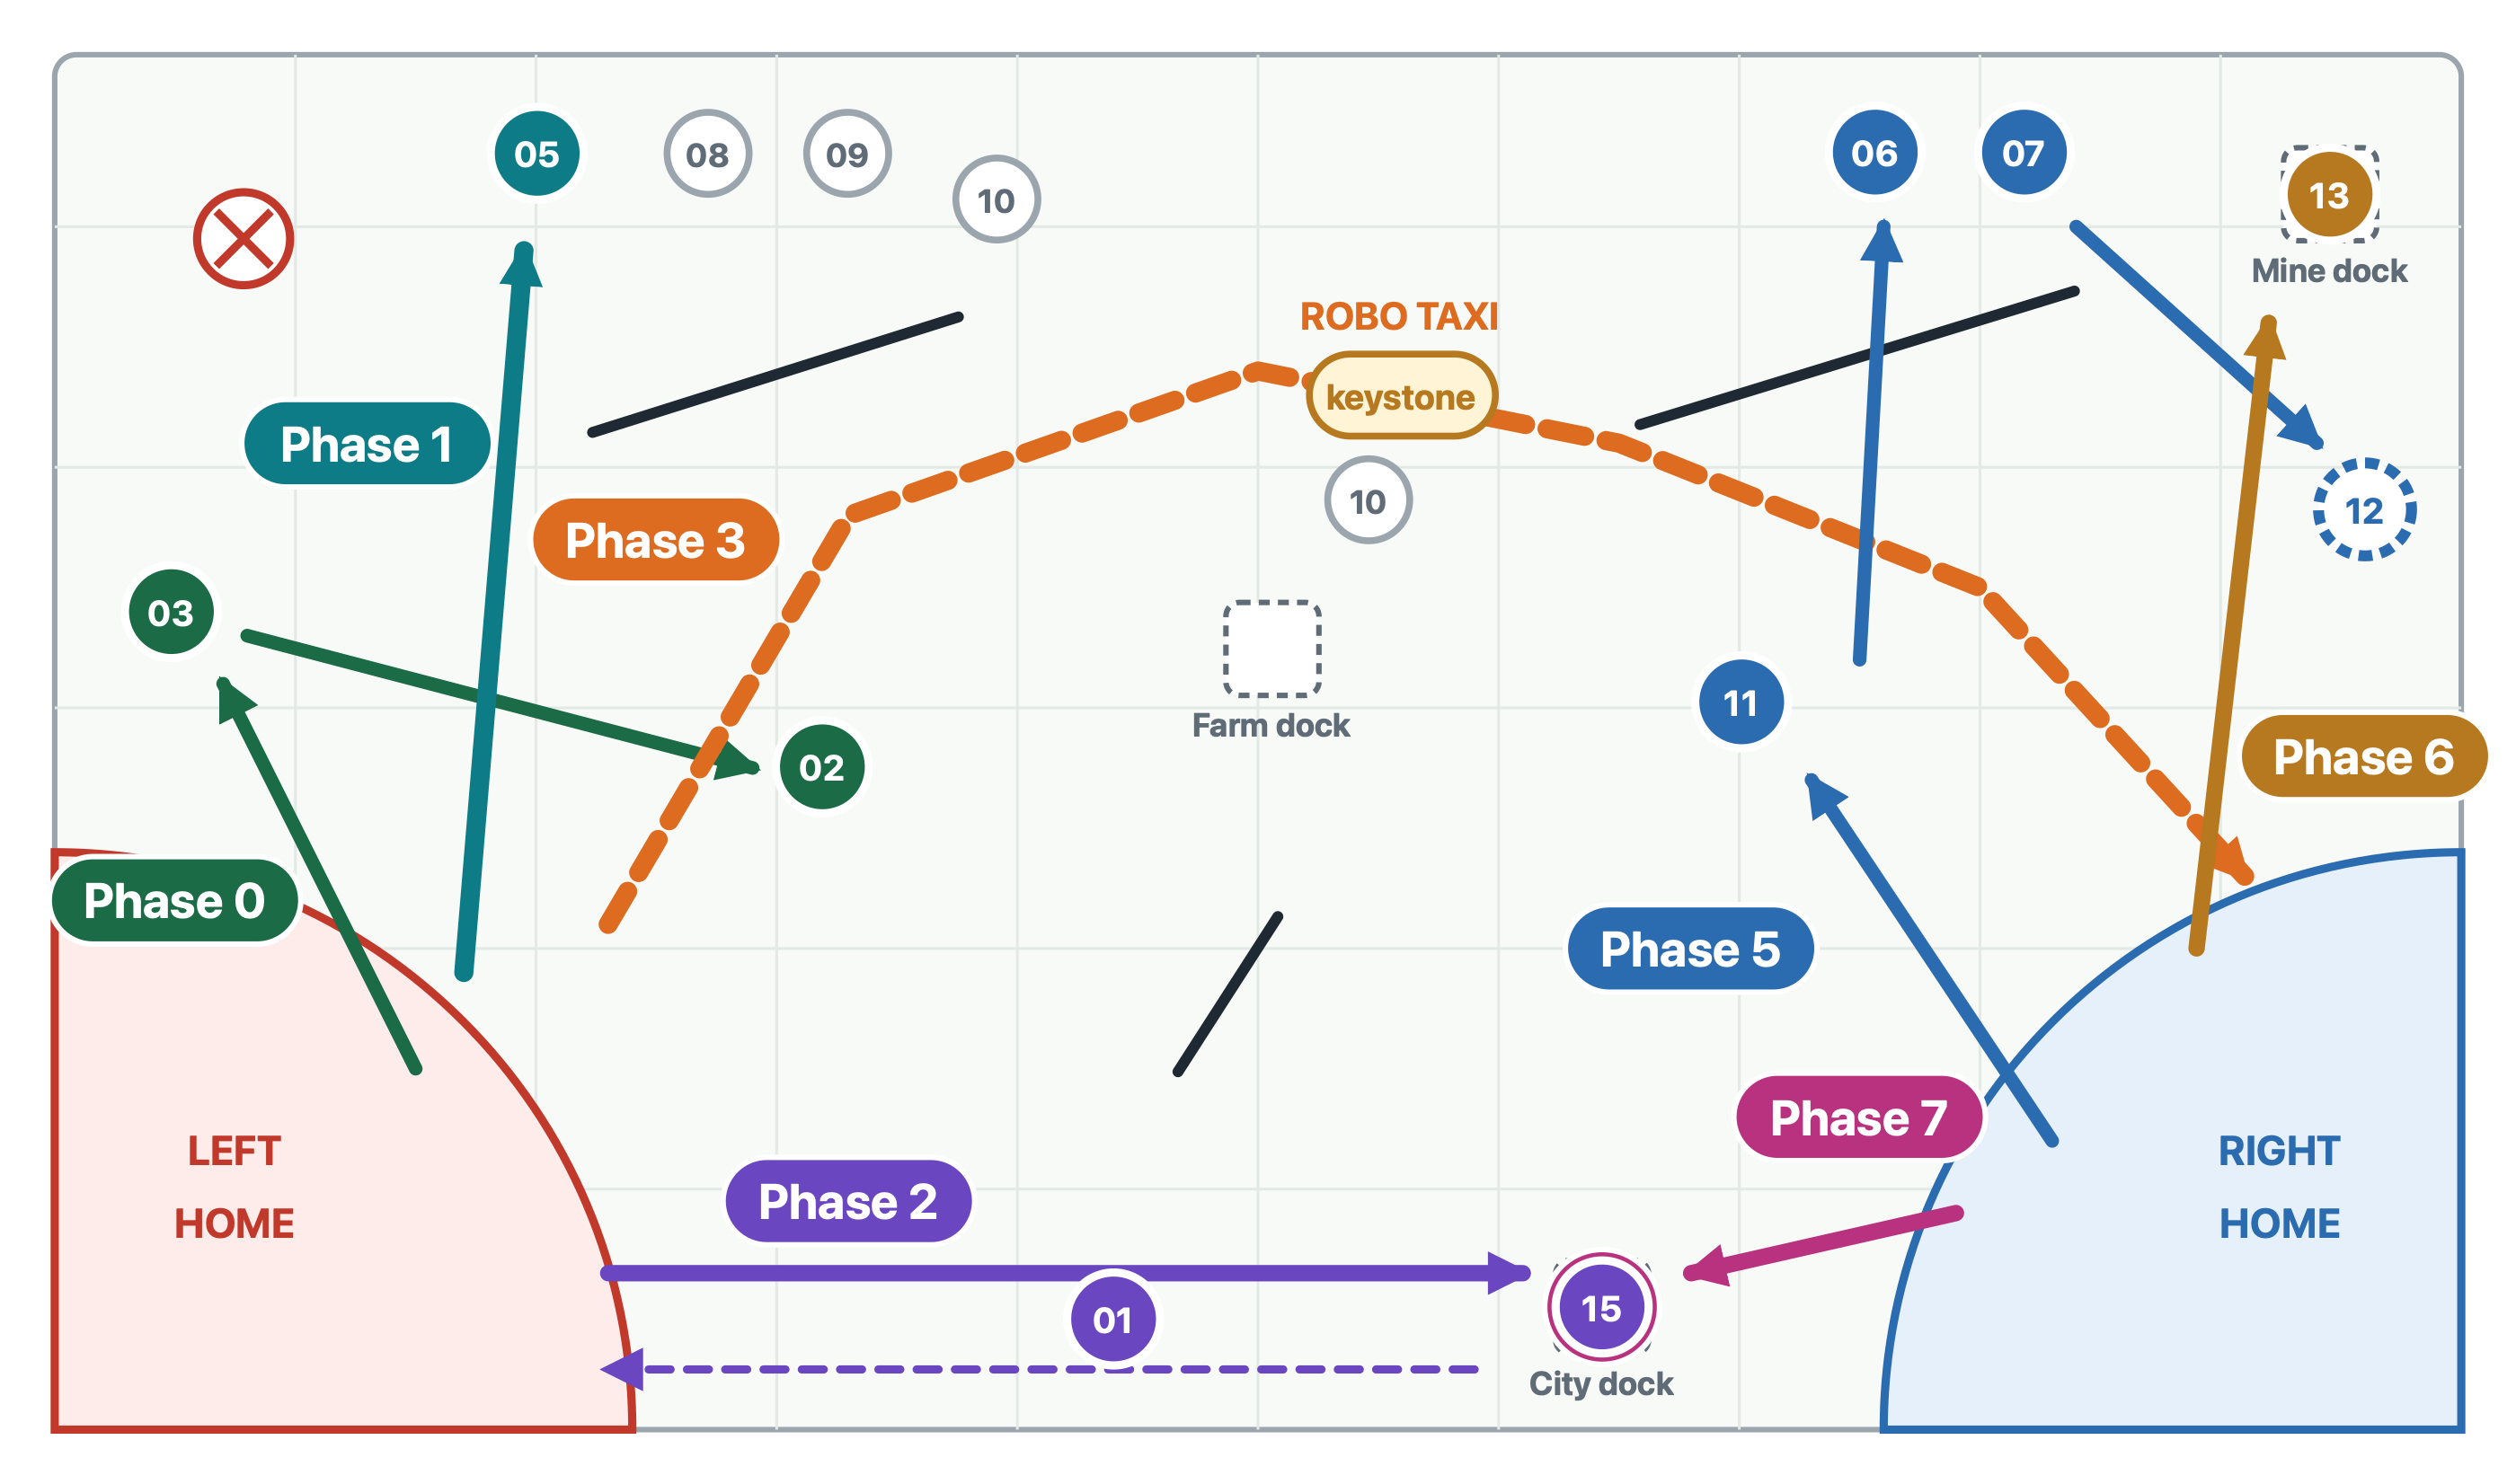 05
08
09
10
06
07
13
Mine dock
ROBO TAXI
keystone
Phase 1
10
12
Phase 3
03
Farm dock
11
02
Phase 6
Phase 0
Phase 5
Phase 7
LEFT
HOME
RIGHT
HOME
Phase 2
01
15
City dock